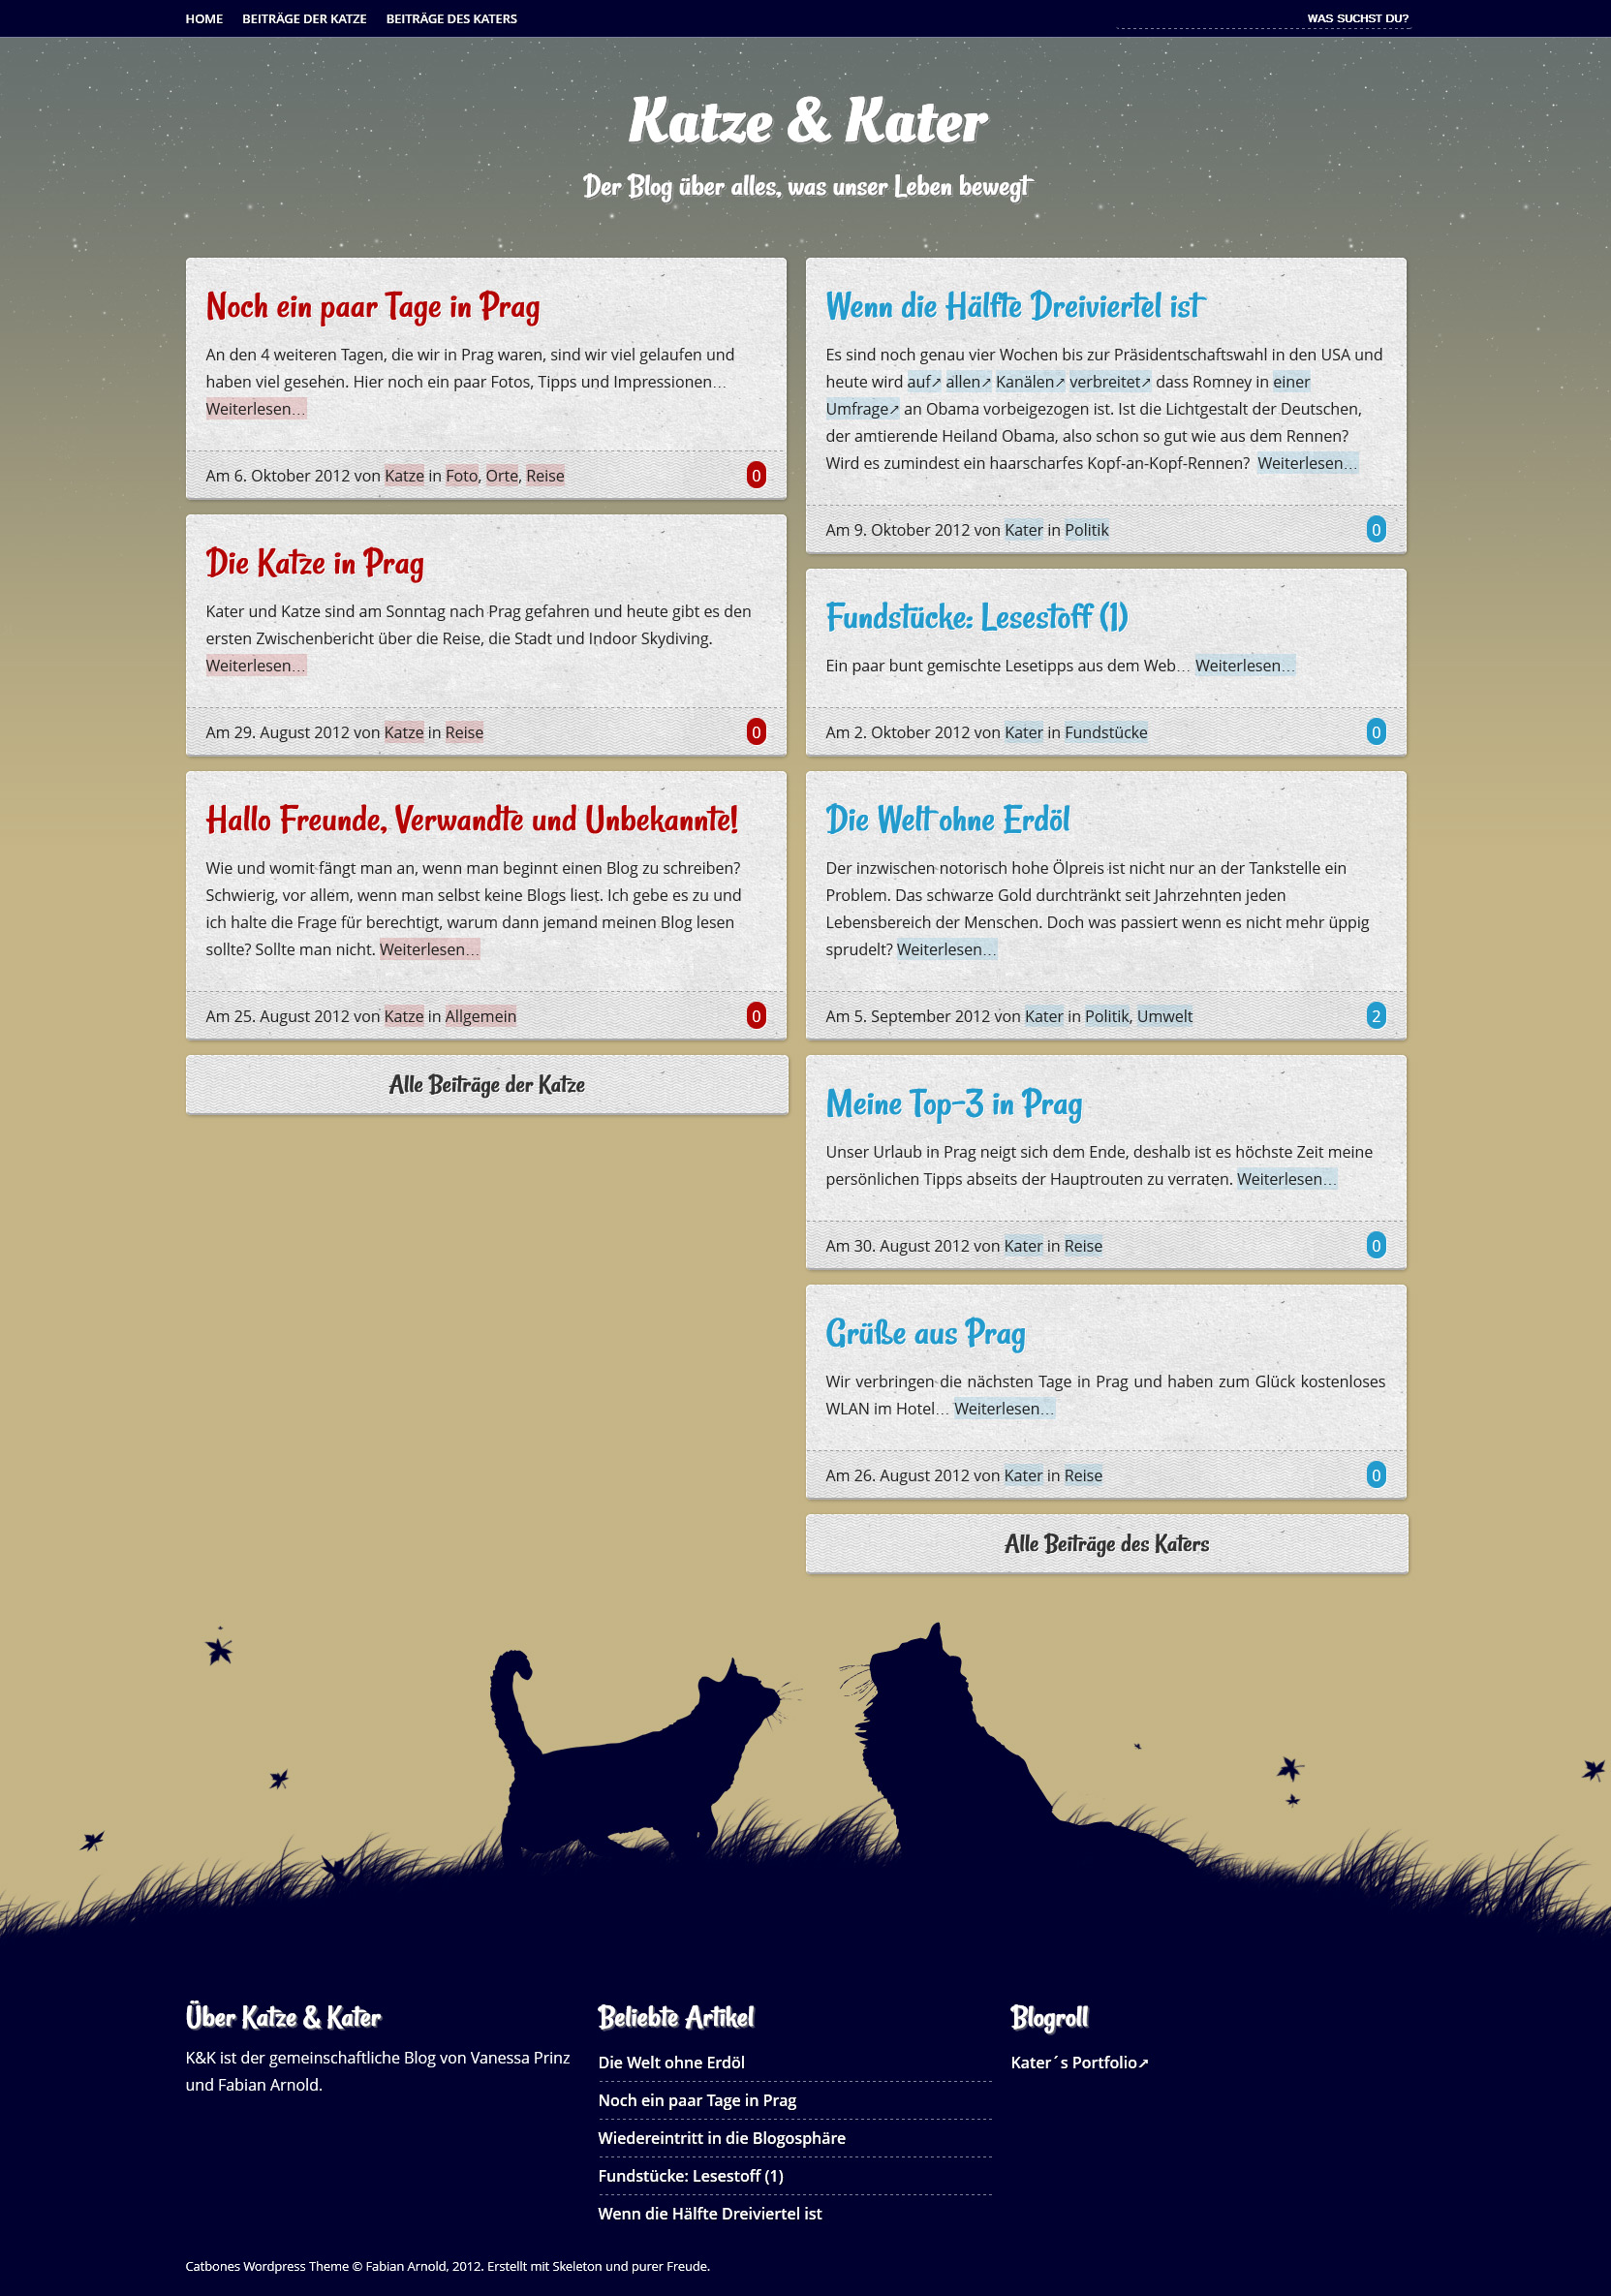 HOME BEITRÄGE DER KATZE BEITRÄGE DES KATERS
WAS SUCHST DU?
Katze & Kater
Der Blog über alles, was unser Leben bewegt
Noch ein paar Tage in Prag
An den 4 weiteren Tagen, die wir in Prag waren, sind wir viel gelaufen und
haben viel gesehen. Hier noch ein paar Fotos, Tipps und Impressionen…
Weiterlesen…
Am 6. Oktober 2012 von Katze in Foto, Orte, Reise 0
Die Katze in Prag
Kater und Katze sind am Sonntag nach Prag gefahren und heute gibt es den
ersten Zwischenbericht über die Reise, die Stadt und Indoor Skydiving.
Weiterlesen…
Am 29. August 2012 von Katze in Reise 0
Hallo Freunde, Verwandte und Unbekannte!
Wie und womit fängt man an, wenn man beginnt einen Blog zu schreiben?
Schwierig, vor allem, wenn man selbst keine Blogs liest. Ich gebe es zu und
ich halte die Frage für berechtigt, warum dann jemand meinen Blog lesen
sollte? Sollte man nicht. Weiterlesen…
Am 25. August 2012 von Katze in Allgemein 0
Alle Beiträge der Katze
Wenn die Hälfte Dreiviertel ist
Es sind noch genau vier Wochen bis zur Präsidentschaftswahl in den USA und
heute wird auf↗ allen↗ Kanälen↗ verbreitet↗ dass Romney in einer
Umfrage↗ an Obama vorbeigezogen ist. Ist die Lichtgestalt der Deutschen,
der amtierende Heiland Obama, also schon so gut wie aus dem Rennen?
Wird es zumindest ein haarscharfes Kopf-an-Kopf-Rennen? Weiterlesen…
Am 9. Oktober 2012 von Kater in Politik 0
Fundstücke: Lesestoff (1)
Ein paar bunt gemischte Lesetipps aus dem Web… Weiterlesen…
Am 2. Oktober 2012 von Kater in Fundstücke 0
Die Welt ohne Erdöl
Der inzwischen notorisch hohe Ölpreis ist nicht nur an der Tankstelle ein
Problem. Das schwarze Gold durchtränkt seit Jahrzehnten jeden
Lebensbereich der Menschen. Doch was passiert wenn es nicht mehr üppig
sprudelt? Weiterlesen…
Am 5. September 2012 von Kater in Politik, Umwelt 2
Meine Top-3 in Prag
Unser Urlaub in Prag neigt sich dem Ende, deshalb ist es höchste Zeit meine
persönlichen Tipps abseits der Hauptrouten zu verraten. Weiterlesen…
Am 30. August 2012 von Kater in Reise 0
Grüße aus Prag
Wir verbringen die nächsten Tage in Prag und haben zum Glück kostenloses
WLAN im Hotel… Weiterlesen…
Am 26. August 2012 von Kater in Reise 0
Alle Beiträge des Katers
Über Katze & Kater
K&K ist der gemeinschaftliche Blog von Vanessa Prinz
und Fabian Arnold.
Beliebte Artikel
Die Welt ohne Erdöl
Noch ein paar Tage in Prag
Wiedereintritt in die Blogosphäre
Fundstücke: Lesestoff (1)
Wenn die Hälfte Dreiviertel ist
Blogroll
Kater´s Portfolio↗
Catbones Wordpress Theme © Fabian Arnold, 2012. Erstellt mit Skeleton und purer Freude.